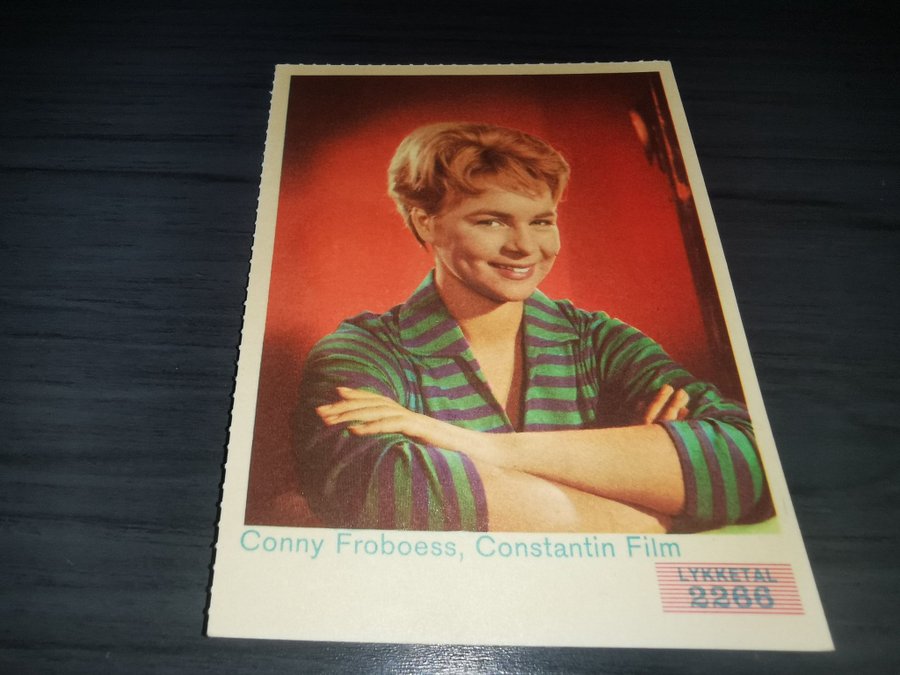 Conny Froboess, Constantin Film
LYKKETAL
2266